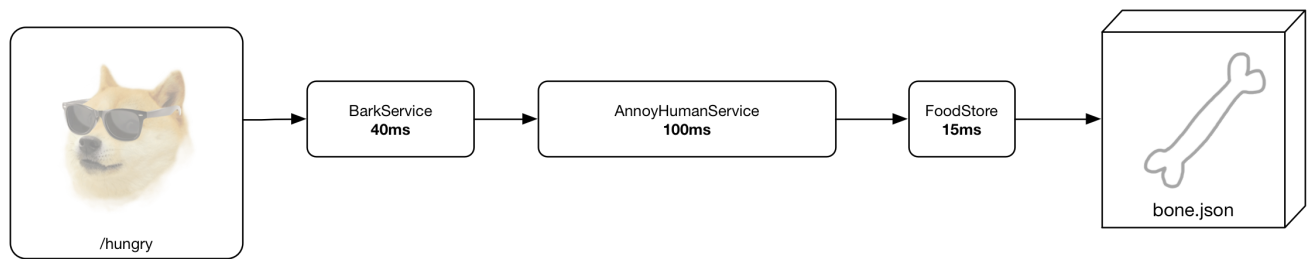 /hungry
BarkService
40ms
AnnoyHumanService
100ms
FoodStore
15ms
bone.json